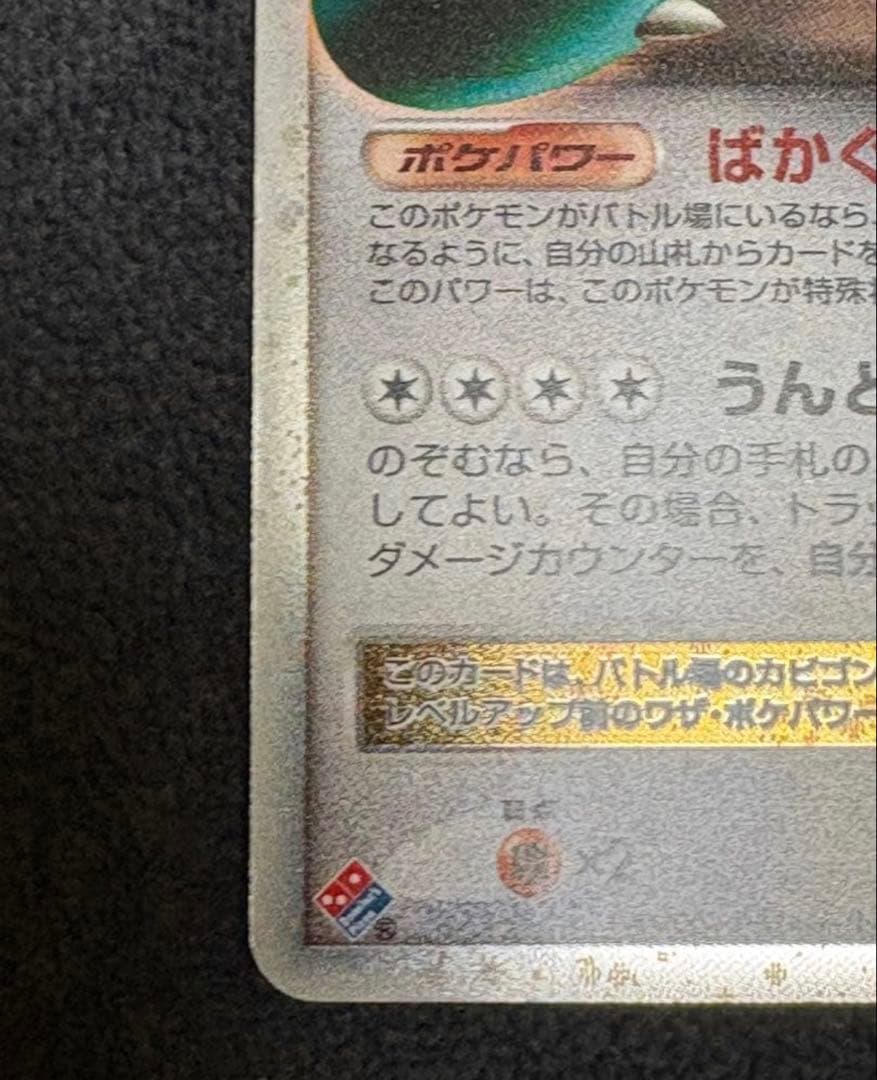 ポケパワー ばかぐ
このポケモンがバトル場にいるなら、
なるように、自分の山札からカードを
このパワーは、このポケモンが特殊
うんど
のぞむなら、自分の手札の
してよい。その場合、トラッ
ダメージカウンターを、自分
このカードは、バトル場のカビゴン
レベルアップ前のワザ・ポケパワー
弱点
×2
®